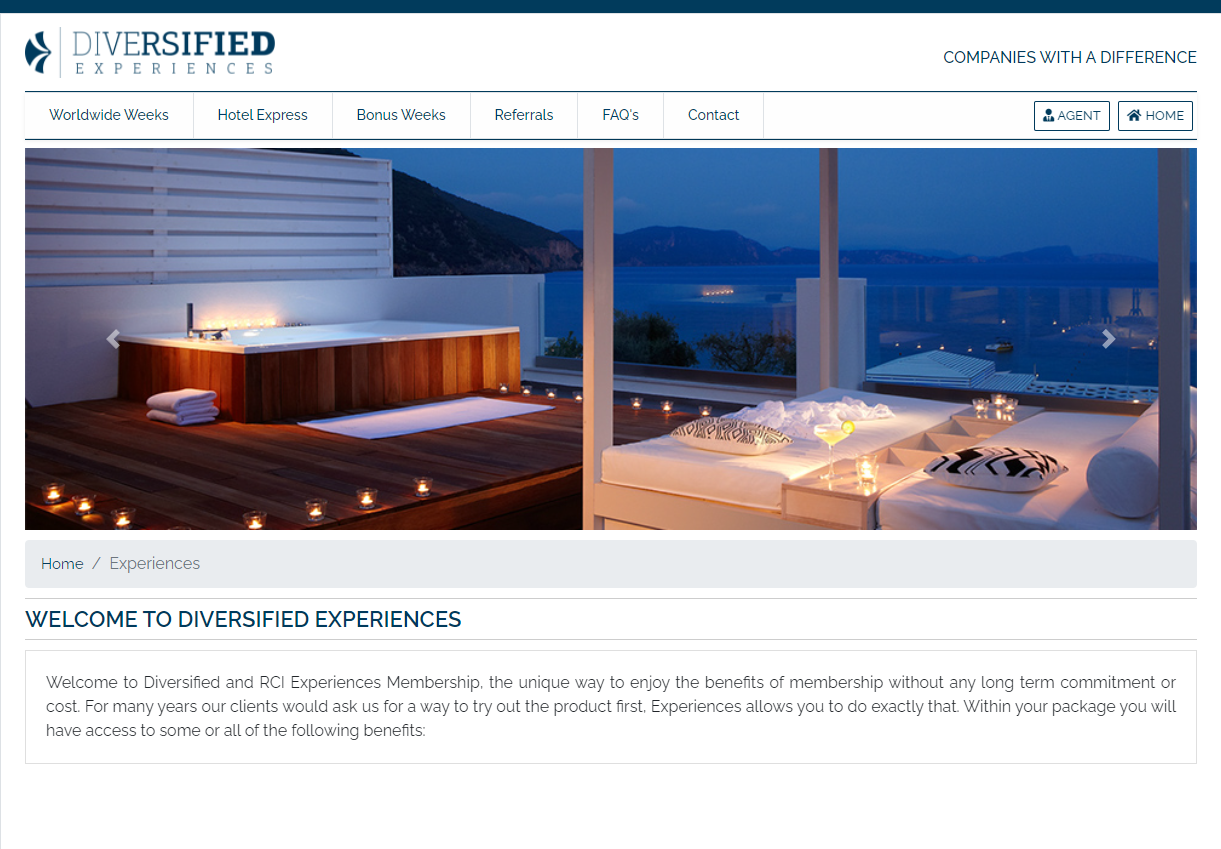 DIVERSIFIED
EXPERIENCES
COMPANIES WITH A DIFFERENCE
Worldwide Weeks
Hotel Express
Bonus Weeks
Referrals
FAQ's
Contact
AGENT
HOME
Home / Experiences
WELCOME TO DIVERSIFIED EXPERIENCES
Welcome to Diversified and RCI Experiences Membership, the unique way to enjoy the benefits of membership without any long term commitment or
cost. For many years our clients would ask us for a way to try out the product first, Experiences allows you to do exactly that. Within your package you will
have access to some or all of the following benefits: